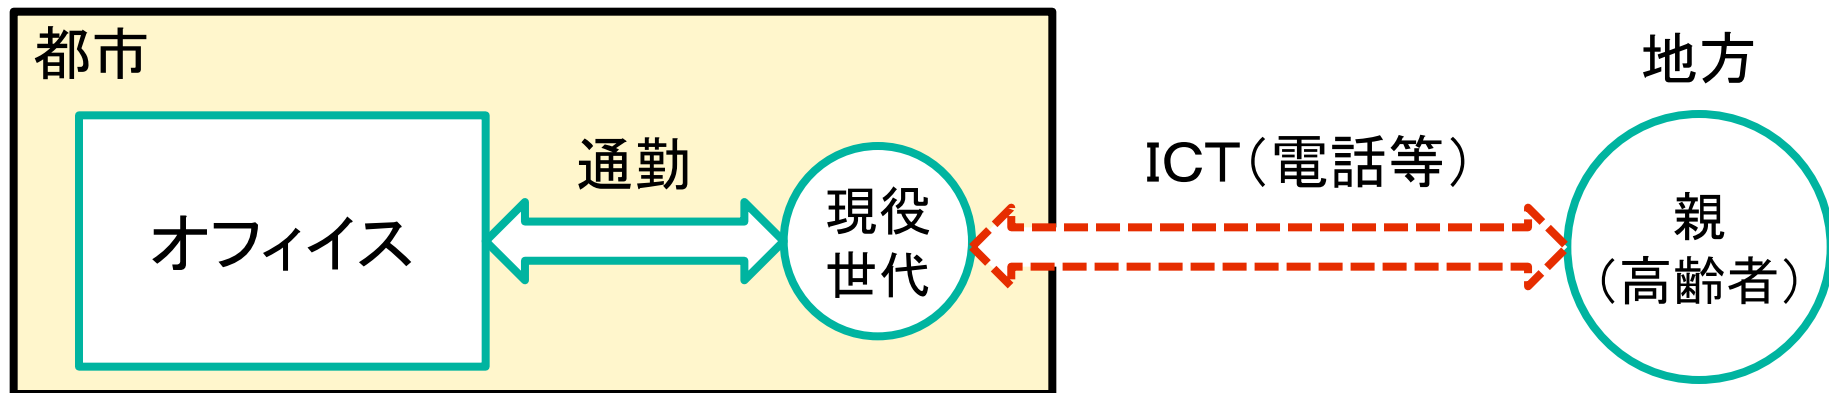 都市
地方
オフィス
通勤
現役
世代
ICT(電話等)
親
(高齢者)